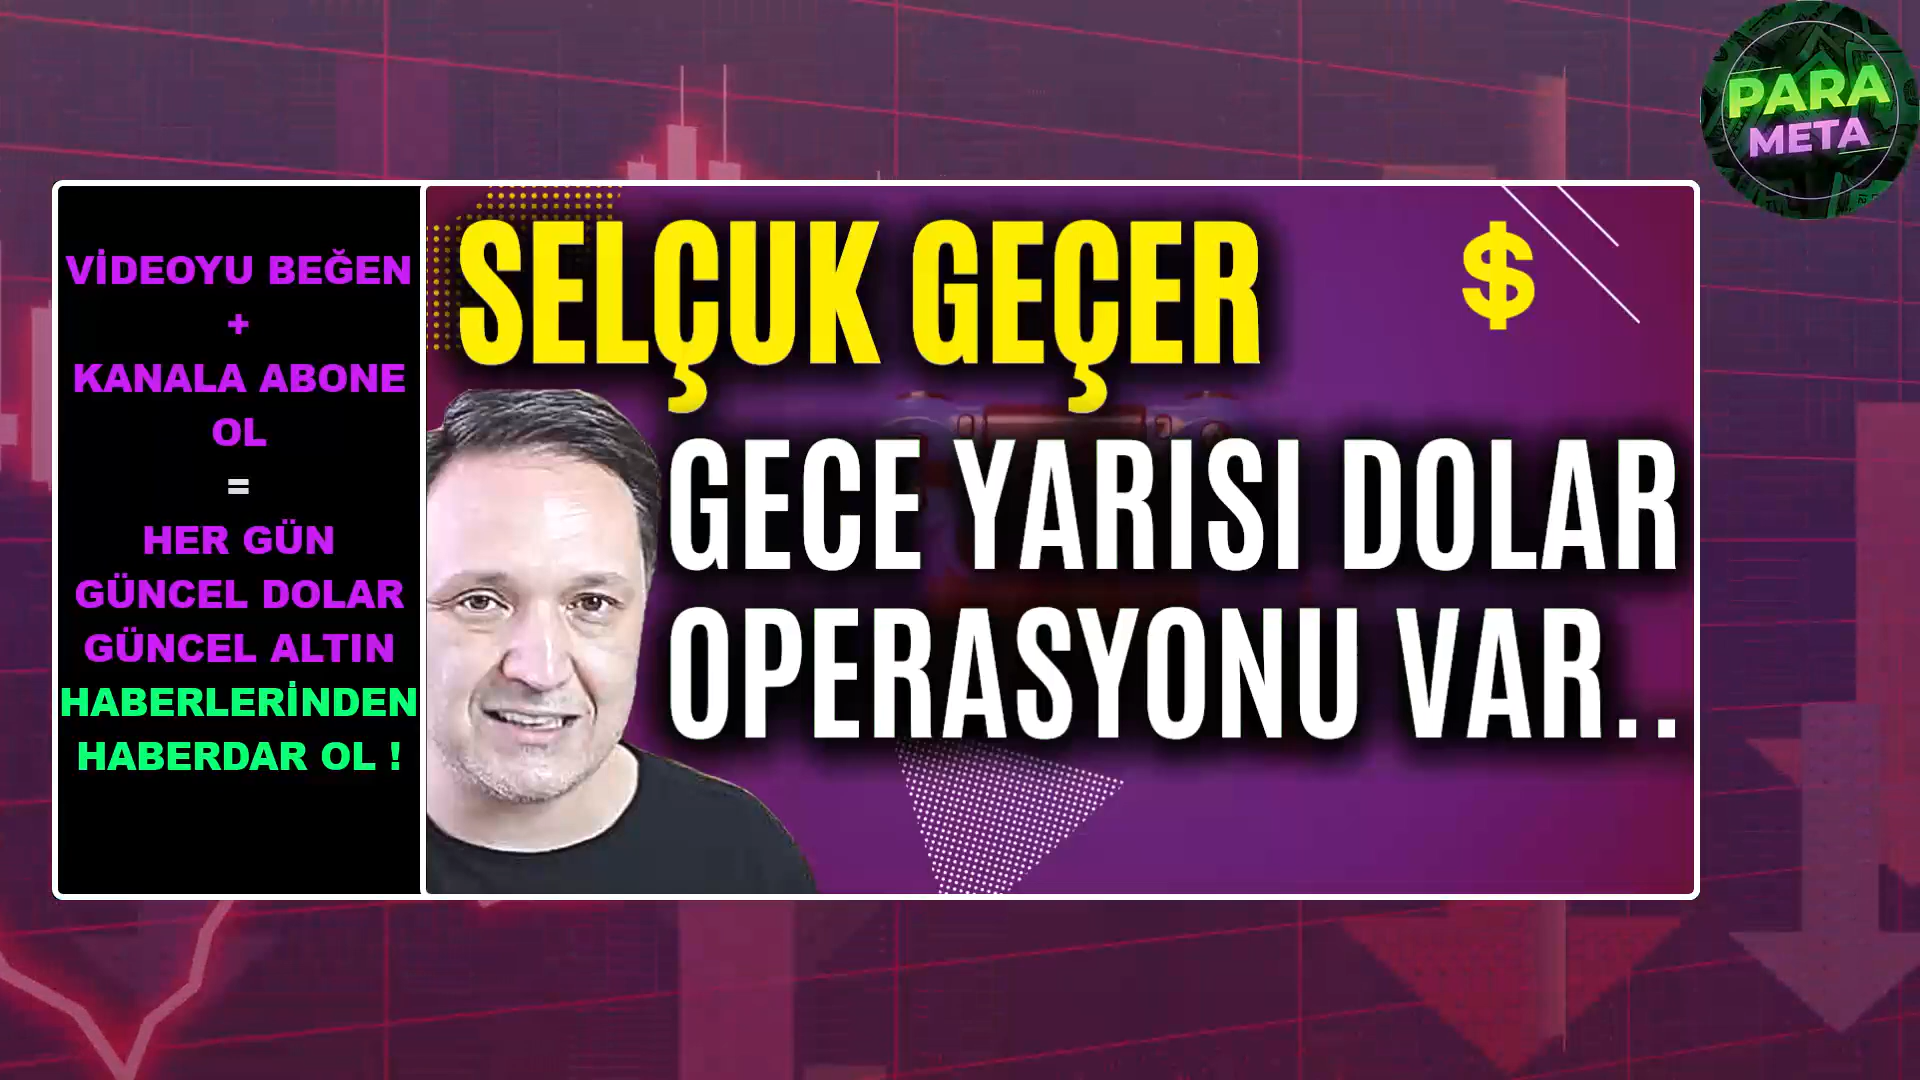 PARA
META
VİDEOYU BEĞEN
+
KANALA ABONE
OL
=
HER GÜN
GÜNCEL DOLAR
GÜNCEL ALTIN
HABERLERİNDEN
HABERDAR OL !
SELÇUK GEÇER
$
GECE YARISI DOLAR
OPERASYONU VAR..